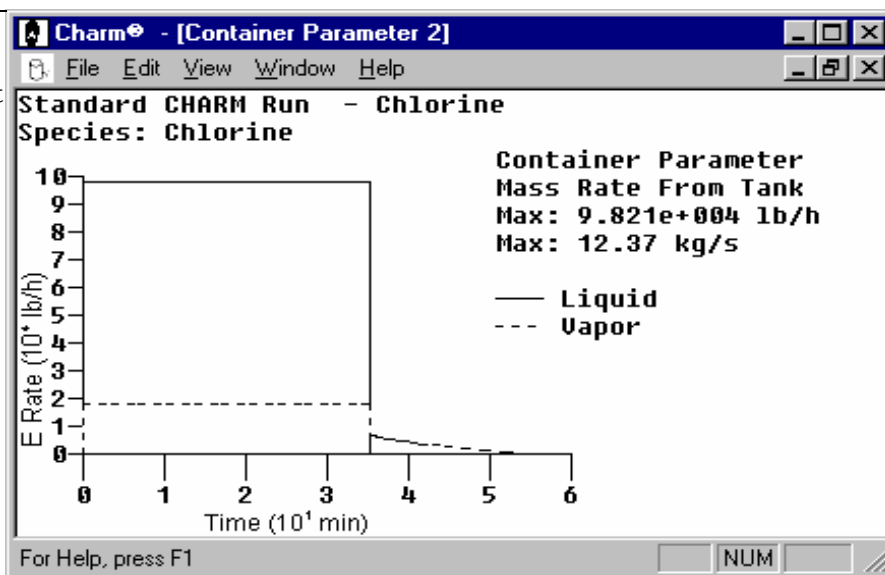 Charm® - [Container Parameter 2]
File Edit View Window Help
Standard CHARM Run - Chlorine
Species: Chlorine
Container Parameter
Mass Rate From Tank
Max: 9.821e+004 lb/h
Max: 12.37 kg/s
Liquid
Vapor
10
9
8
7
6
5
4
3
2
1
0
E Rate (10⁴ lb/h)
0 1 2 3 4 5 6
Time (10¹ min)
For Help, press F1 NUM